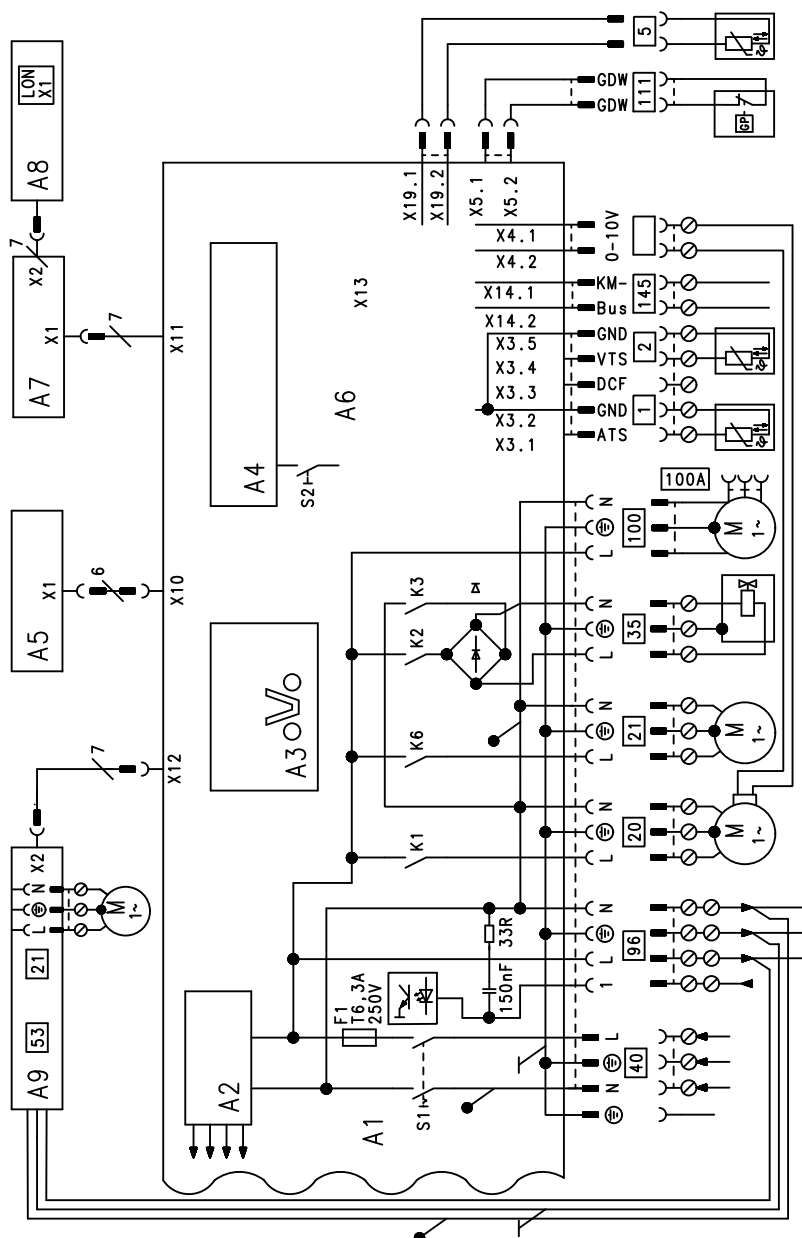 LON
X1
A8
7
X2
X1
A7
7
X11
A5
X1
6
X10
7
X12
X2
A9
53
21
L
N
M
1~
5
GDW
GDW
111
GP
X19.1
X19.2
X5.1
X5.2
X13
A6
A4
S2
A3
X4.1
X4.2
0-10V
X14.1
X14.2
KM-
Bus
145
X3.5
X3.4
X3.3
X3.2
X3.1
GND
VTS
DCF
GND
ATS
2
1
100A
N
L
100
M
1~
K3
K2
N
L
35
K6
N
L
21
M
1~
K1
N
L
20
M
1~
33R
150nF
N
L
1
96
F1
T6,3A
250V
A2
S1
A1
L
N
40